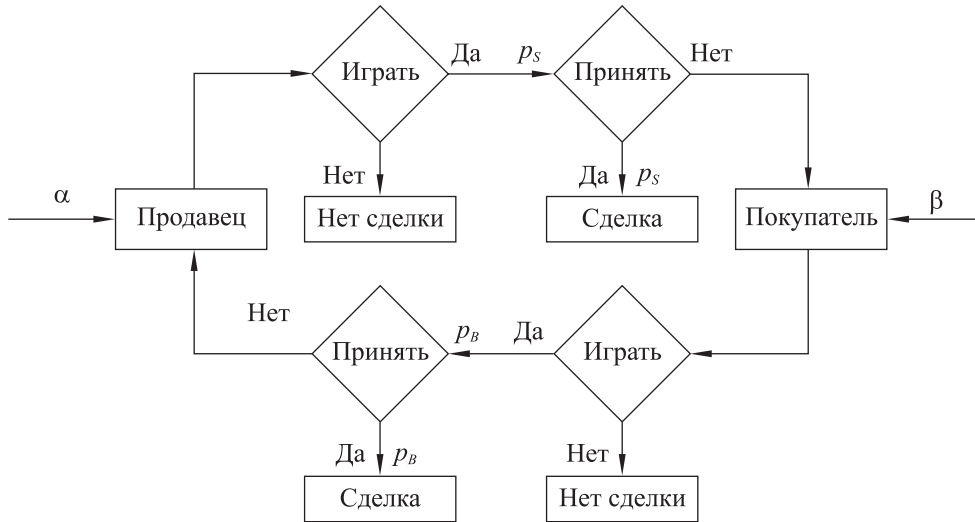 Играть
Да
p_S
Принять
Нет
Нет
Да
p_S
α
Продавец
Нет сделки
Сделка
Покупатель
β
Нет
Принять
p_B
Да
Играть
Да
p_B
Нет
Сделка
Нет сделки